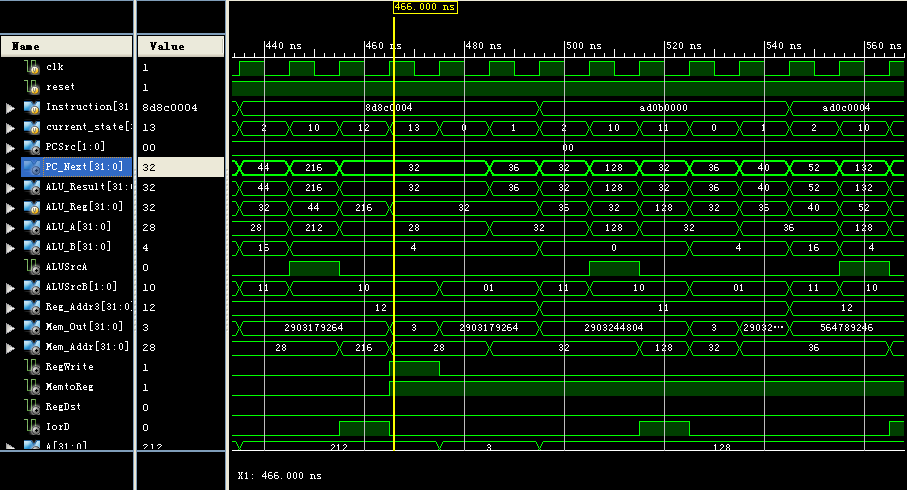 466.000 ns
Name Value
440 ns 460 ns 480 ns 500 ns 520 ns 540 ns 560 ns
clk 1
reset 1
Instruction[31 8d8c0004 8d8c0004 ad0b0000 ad0c0004
current_state[: 13 2 10 12 13 0 1 2 10 11 0 1 2 10
PCSrc[1:0] 00 00
PC_Next[31:0] 32 44 216 32 36 32 128 32 36 40 52 132
ALU_Result[31: 32 44 216 32 36 32 128 32 36 40 52 132
ALU_Reg[31:0] 32 32 44 216 32 36 32 128 32 36 40 52
ALU_A[31:0] 28 28 212 28 32 128 32 36 128
ALU_B[31:0] 4 16 4 0 4 16 4
ALUSrcA 0
ALUSrcB[1:0] 10 11 10 01 11 10 01 11 10
Reg_Addr3[31:0 12 12 11 12
Mem_Out[31:0] 3 2903179264 3 2903179264 2903244804 3 29032... 564789246
Mem_Addr[31:0] 28 28 216 28 32 128 32 36
RegWrite 1
MemtoReg 1
RegDst 0
IorD 0
A[31:0] 212 212 3 128
X1: 466.000 ns